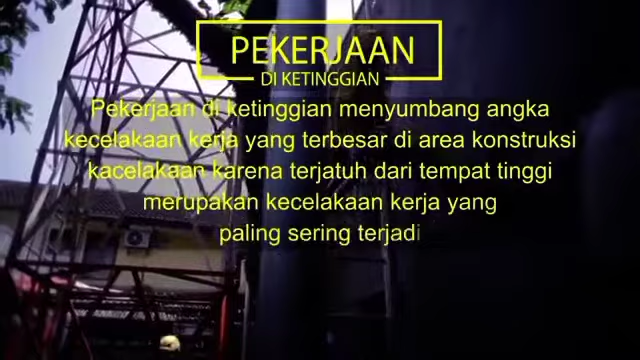 PEKERJAAN
DI KETINGGIAN
Pekerjaan di ketinggian menyumbang angka
kecelakaan kerja yang terbesar di area konstruksi
kacelakaan karena terjatuh dari tempat tinggi
merupakan kecelakaan kerja yang
paling sering terjadi